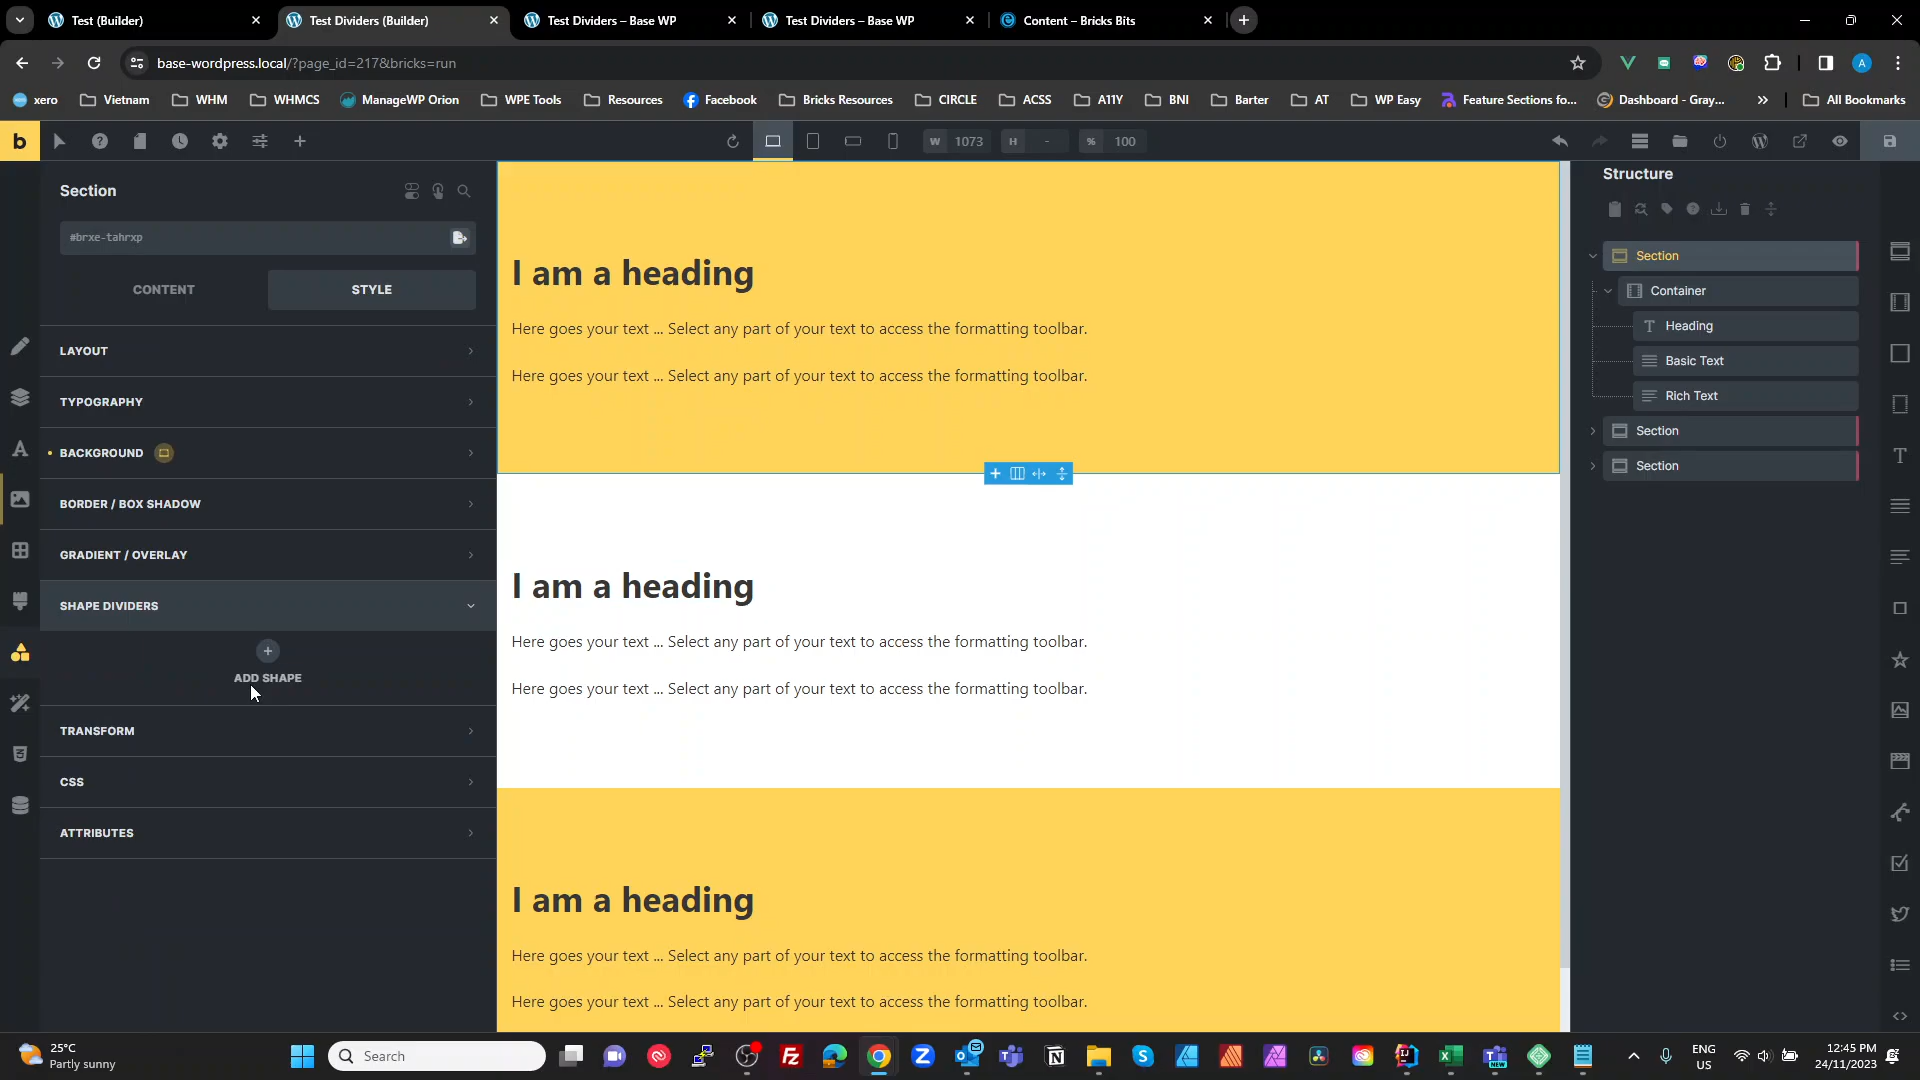 Test (Builder)
Test Dividers (Builder)
Test Dividers – Base WP
Test Dividers – Base WP
Content – Bricks Bits
base-wordpress.local/?page_id=217&bricks=run
A
xero
Vietnam
WHM
WHMCS
ManageWP Orion
WPE Tools
Resources
Facebook
Bricks Resources
CIRCLE
ACSS
A11Y
BNI
Barter
AT
WP Easy
Feature Sections fo...
Dashboard - Gray...
All Bookmarks
b
W 1073
H -
% 100
Section
#brxe-tahrxp
CONTENT
STYLE
LAYOUT
TYPOGRAPHY
BACKGROUND
BORDER / BOX SHADOW
GRADIENT / OVERLAY
SHAPE DIVIDERS
ADD SHAPE
TRANSFORM
CSS
ATTRIBUTES
I am a heading
Here goes your text ... Select any part of your text to access the formatting toolbar.
Here goes your text ... Select any part of your text to access the formatting toolbar.
I am a heading
Here goes your text ... Select any part of your text to access the formatting toolbar.
Here goes your text ... Select any part of your text to access the formatting toolbar.
I am a heading
Here goes your text ... Select any part of your text to access the formatting toolbar.
Here goes your text ... Select any part of your text to access the formatting toolbar.
Structure
Section
Container
Heading
Basic Text
Rich Text
Section
Section
25°C
Partly sunny
Search
ENG
US
12:45 PM
24/11/2023